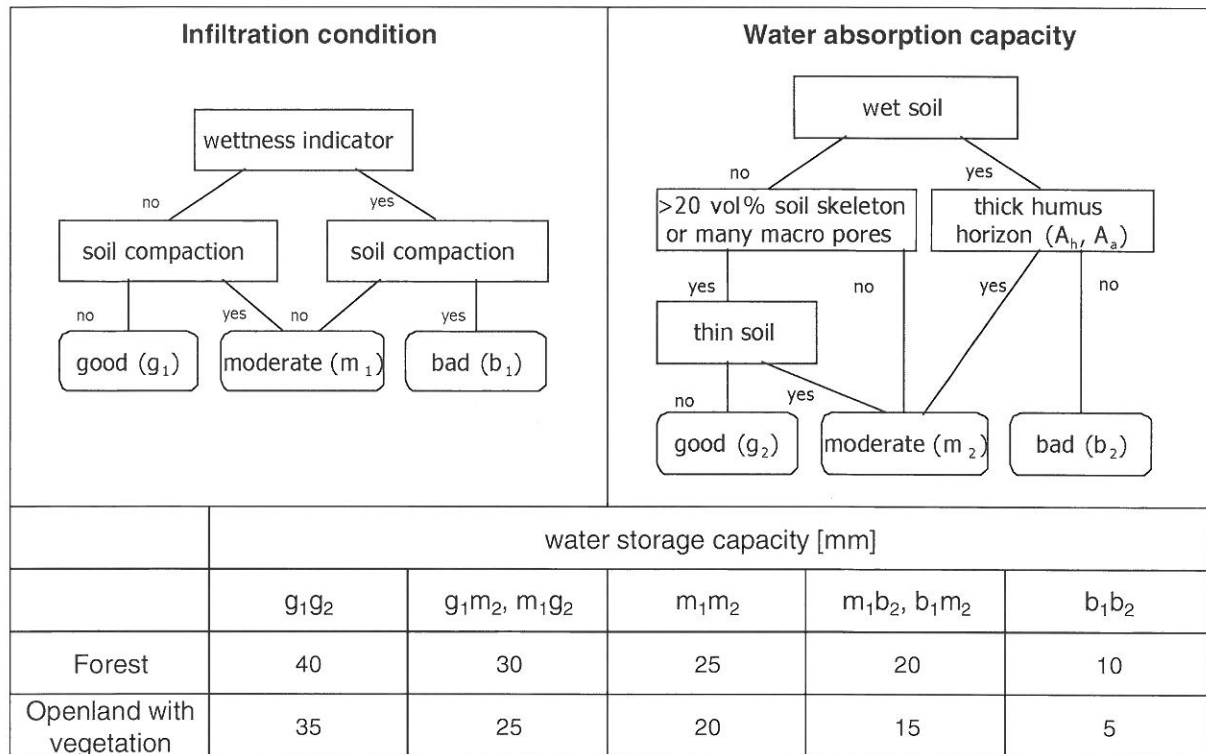 Infiltration condition
wettness indicator
no
yes
soil compaction
soil compaction
no
yes
no
yes
good (g₁)
moderate (m ₁)
bad (b₁)
Water absorption capacity
wet soil
no
yes
>20 vol% soil skeleton
or many macro pores
thick humus
horizon (Aₕ, Aₐ)
yes
no
yes
no
thin soil
no
yes
good (g₂)
moderate (m ₂)
bad (b₂)
water storage capacity [mm]
g₁g₂ g₁m₂, m₁g₂ m₁m₂ m₁b₂, b₁m₂ b₁b₂
Forest 40 30 25 20 10
Openland with
vegetation 35 25 20 15 5